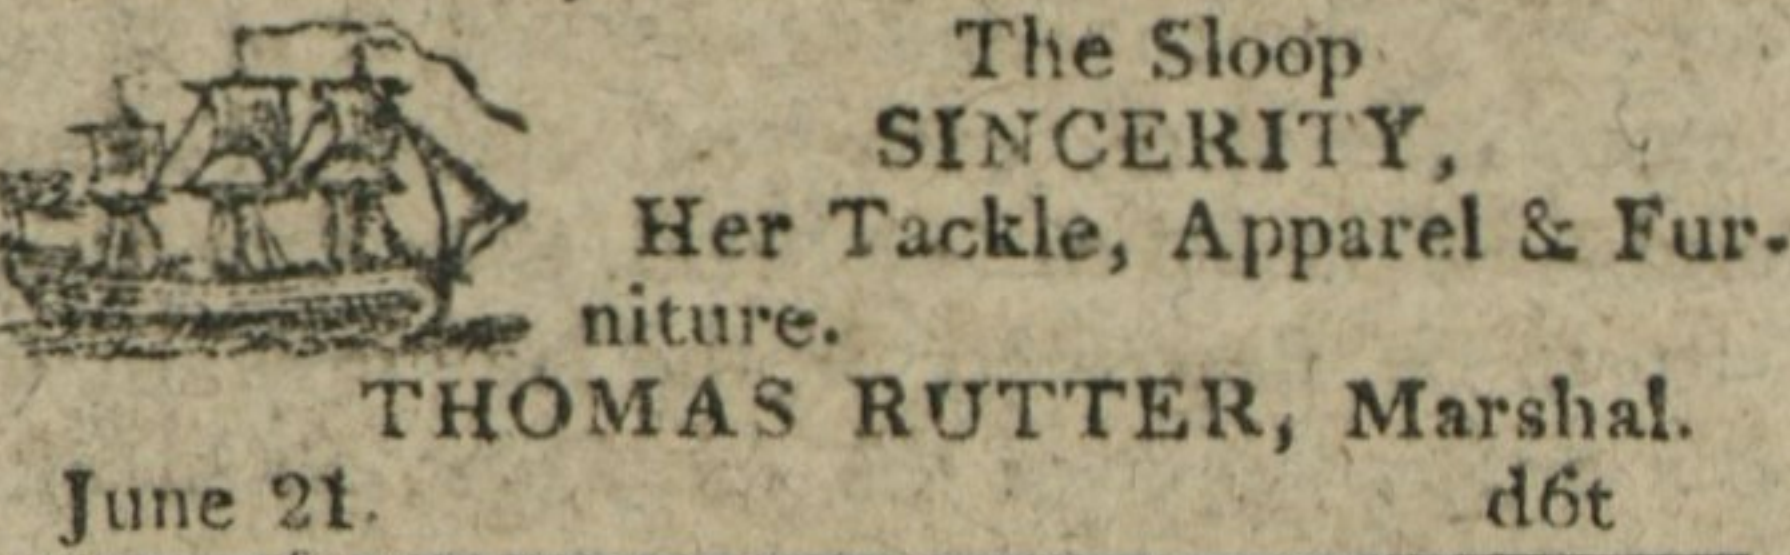 The Sloop
SINCERITY,
Her Tackle, Apparel & Fur-
niture.
THOMAS RUTTER, Marshal.
June 21. d6t